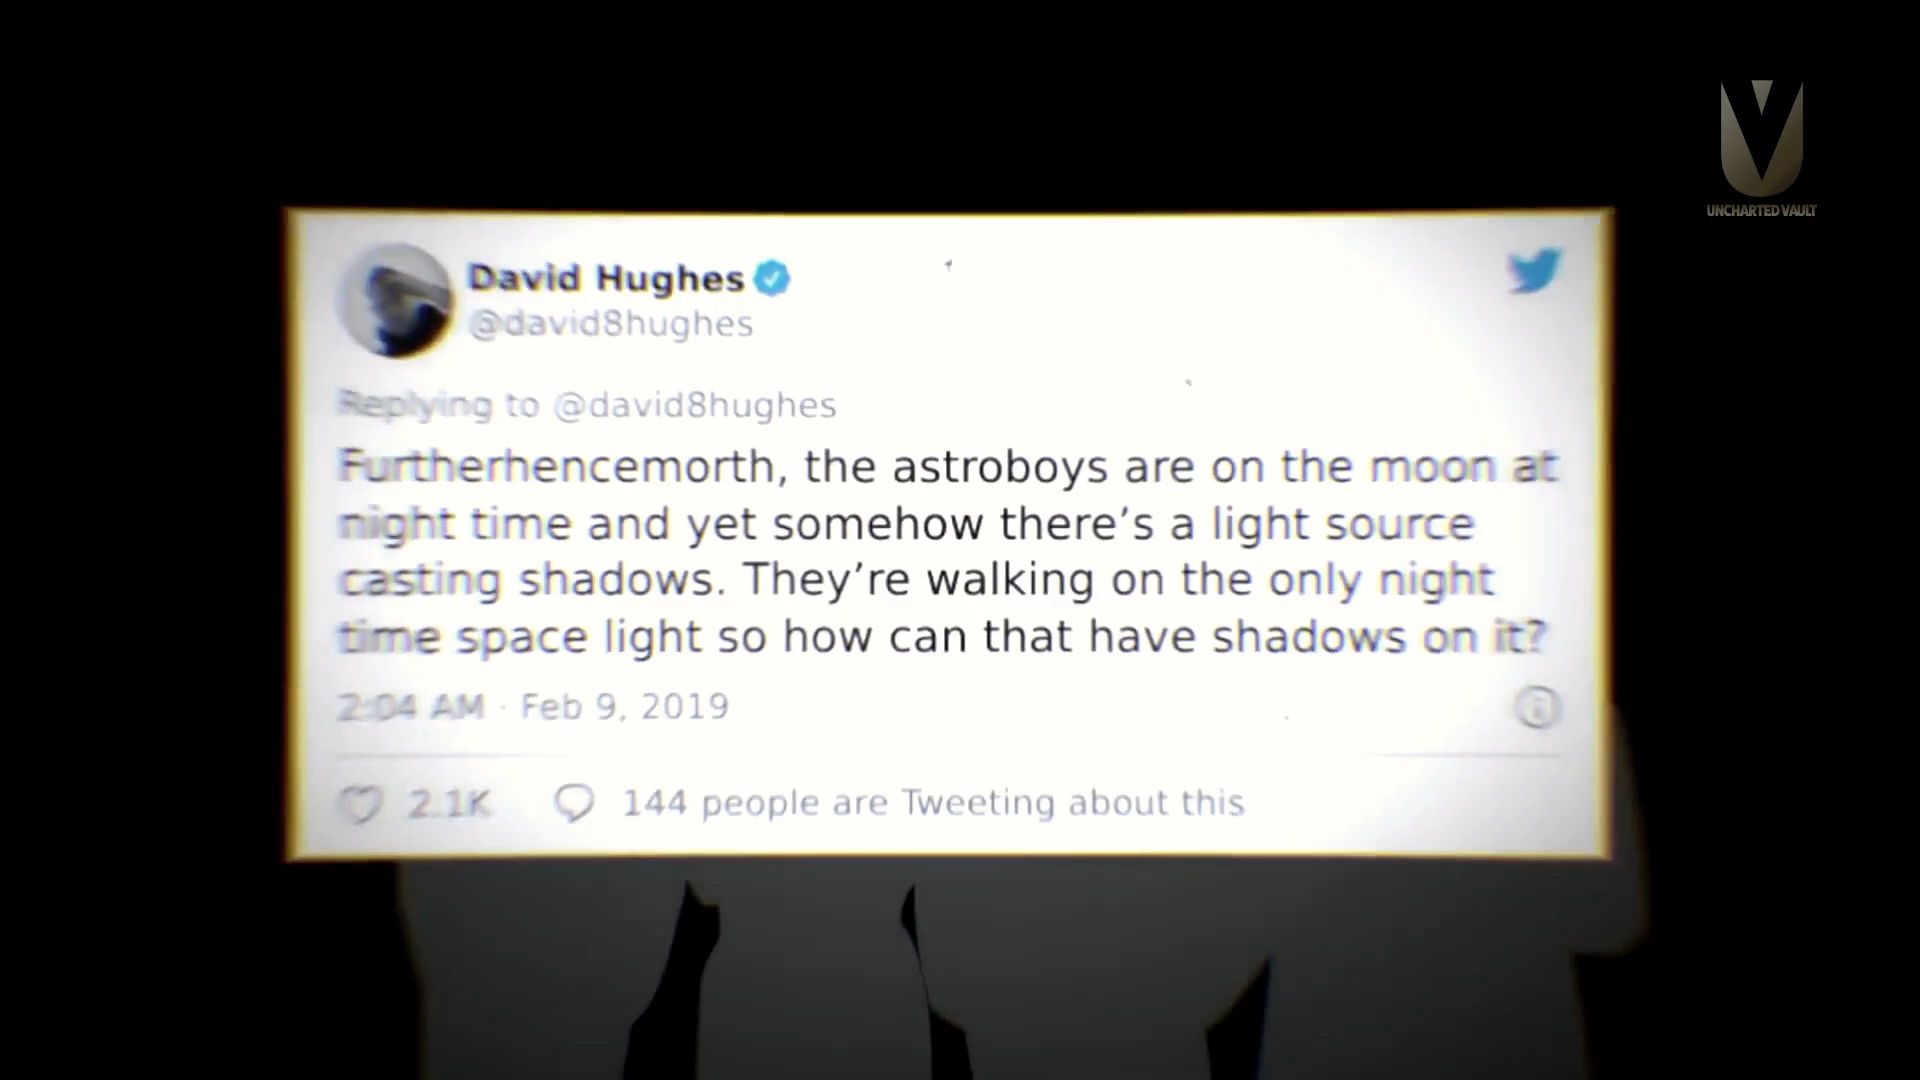 UNCHARTED VAULT
David Hughes
@david8hughes
Replying to @david8hughes
Furtherhencemorth, the astroboys are on the moon at
night time and yet somehow there's a light source
casting shadows. They're walking on the only night
time space light so how can that have shadows on it?
2:04 AM · Feb 9, 2019
2.1K 144 people are Tweeting about this